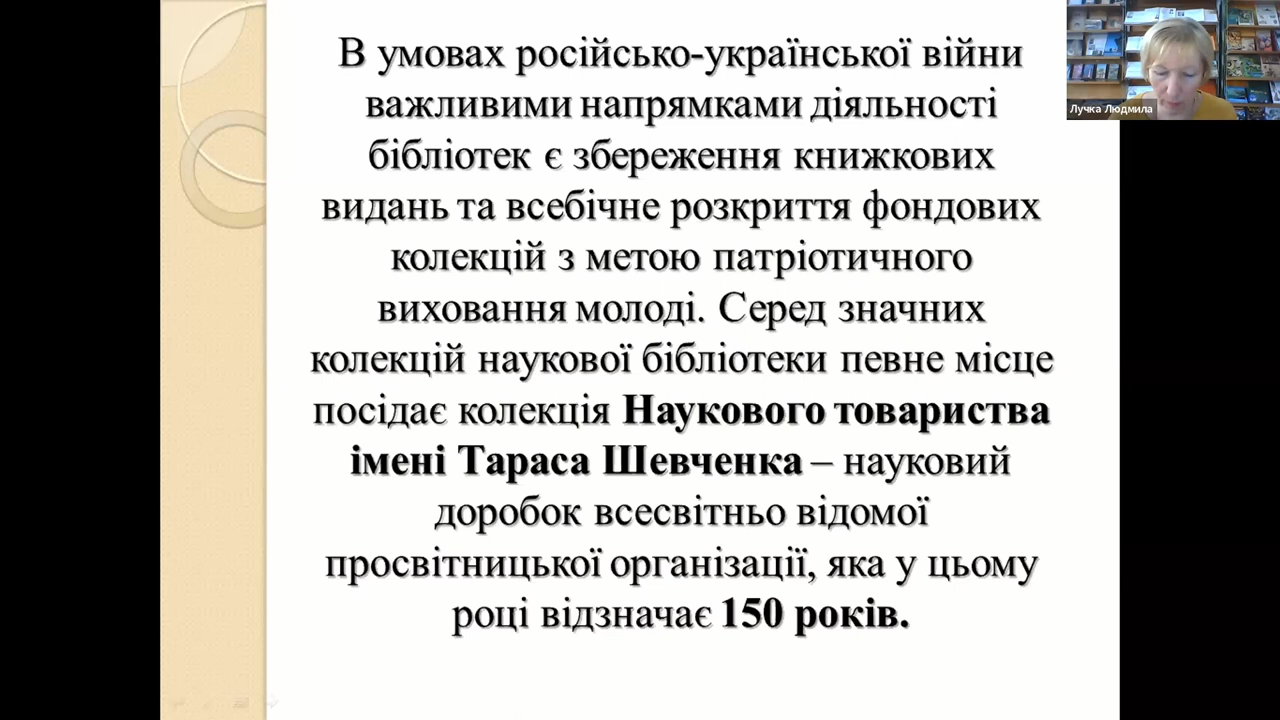 В умовах російсько-української війни
важливими напрямками діяльності
бібліотек є збереження книжкових
видань та всебічне розкриття фондових
колекцій з метою патріотичного
виховання молоді. Серед значних
колекцій наукової бібліотеки певне місце
посідає колекція Наукового товариства
імені Тараса Шевченка – науковий
доробок всесвітньо відомої
просвітницької організації, яка у цьому
році відзначає 150 років.
Лучка Людмила